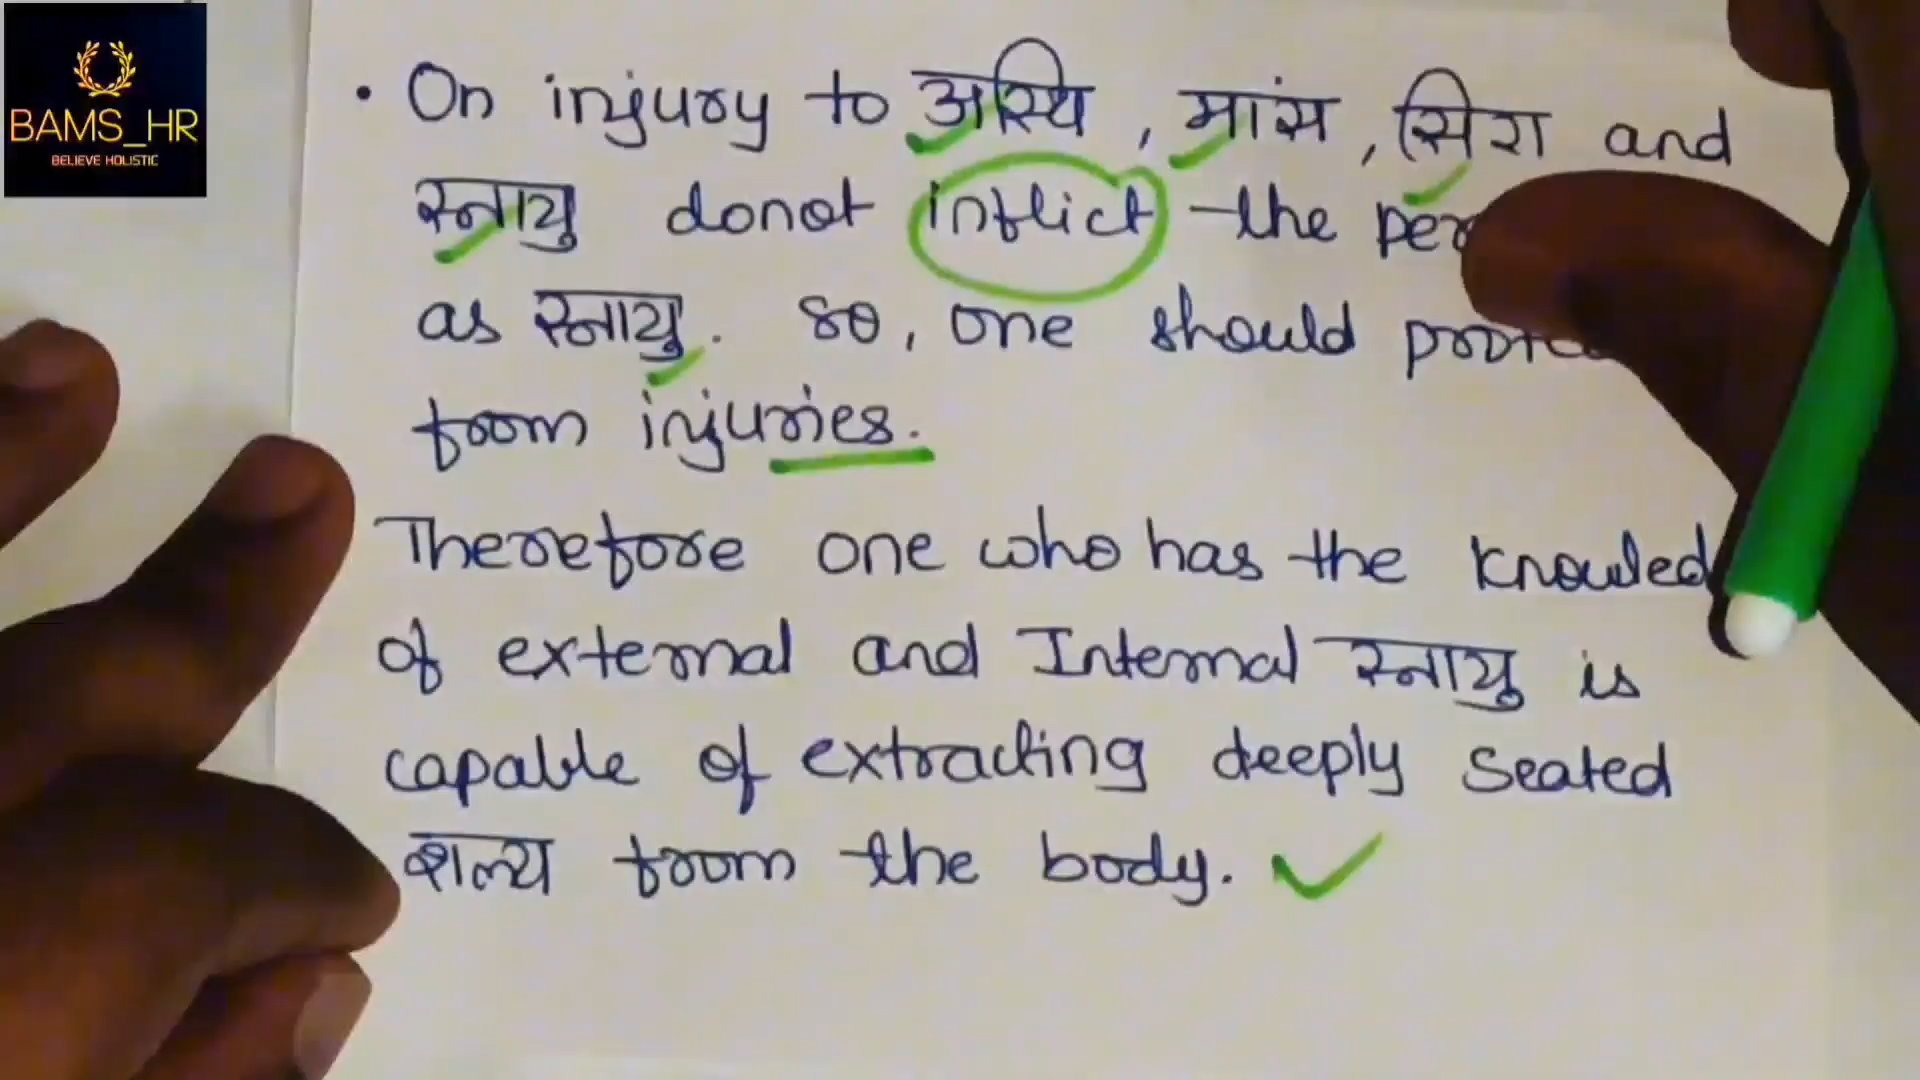 BAMS_HR
BELIEVE HOLISTIC
• On injury to अस्थि, मांस, सिरा and
स्नायु donot inflict the
as स्नायु. so, one should
from injuries.
Therefore one who has the knowled
of external and Internal स्नायु is
capable of extracting deeply seated
शल्य from the body.